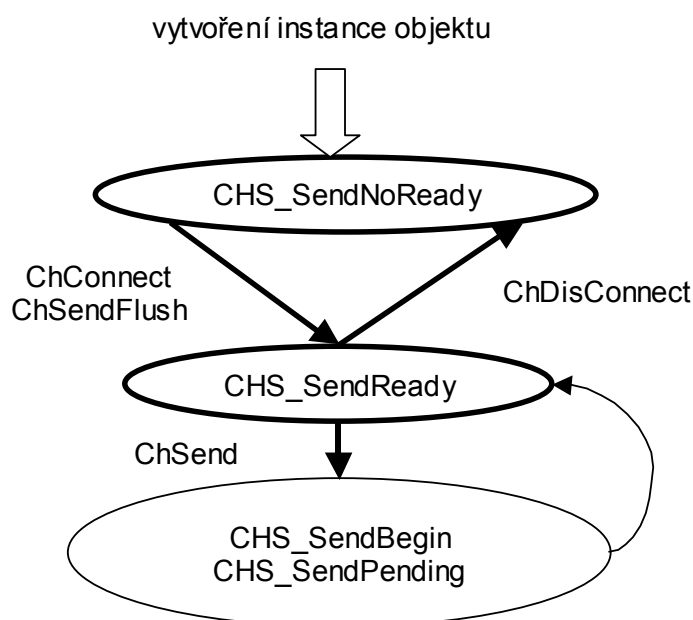 vytvoření instance objektu
CHS_SendNoReady
ChConnect
ChSendFlush
ChDisConnect
CHS_SendReady
ChSend
CHS_SendBegin
CHS_SendPending